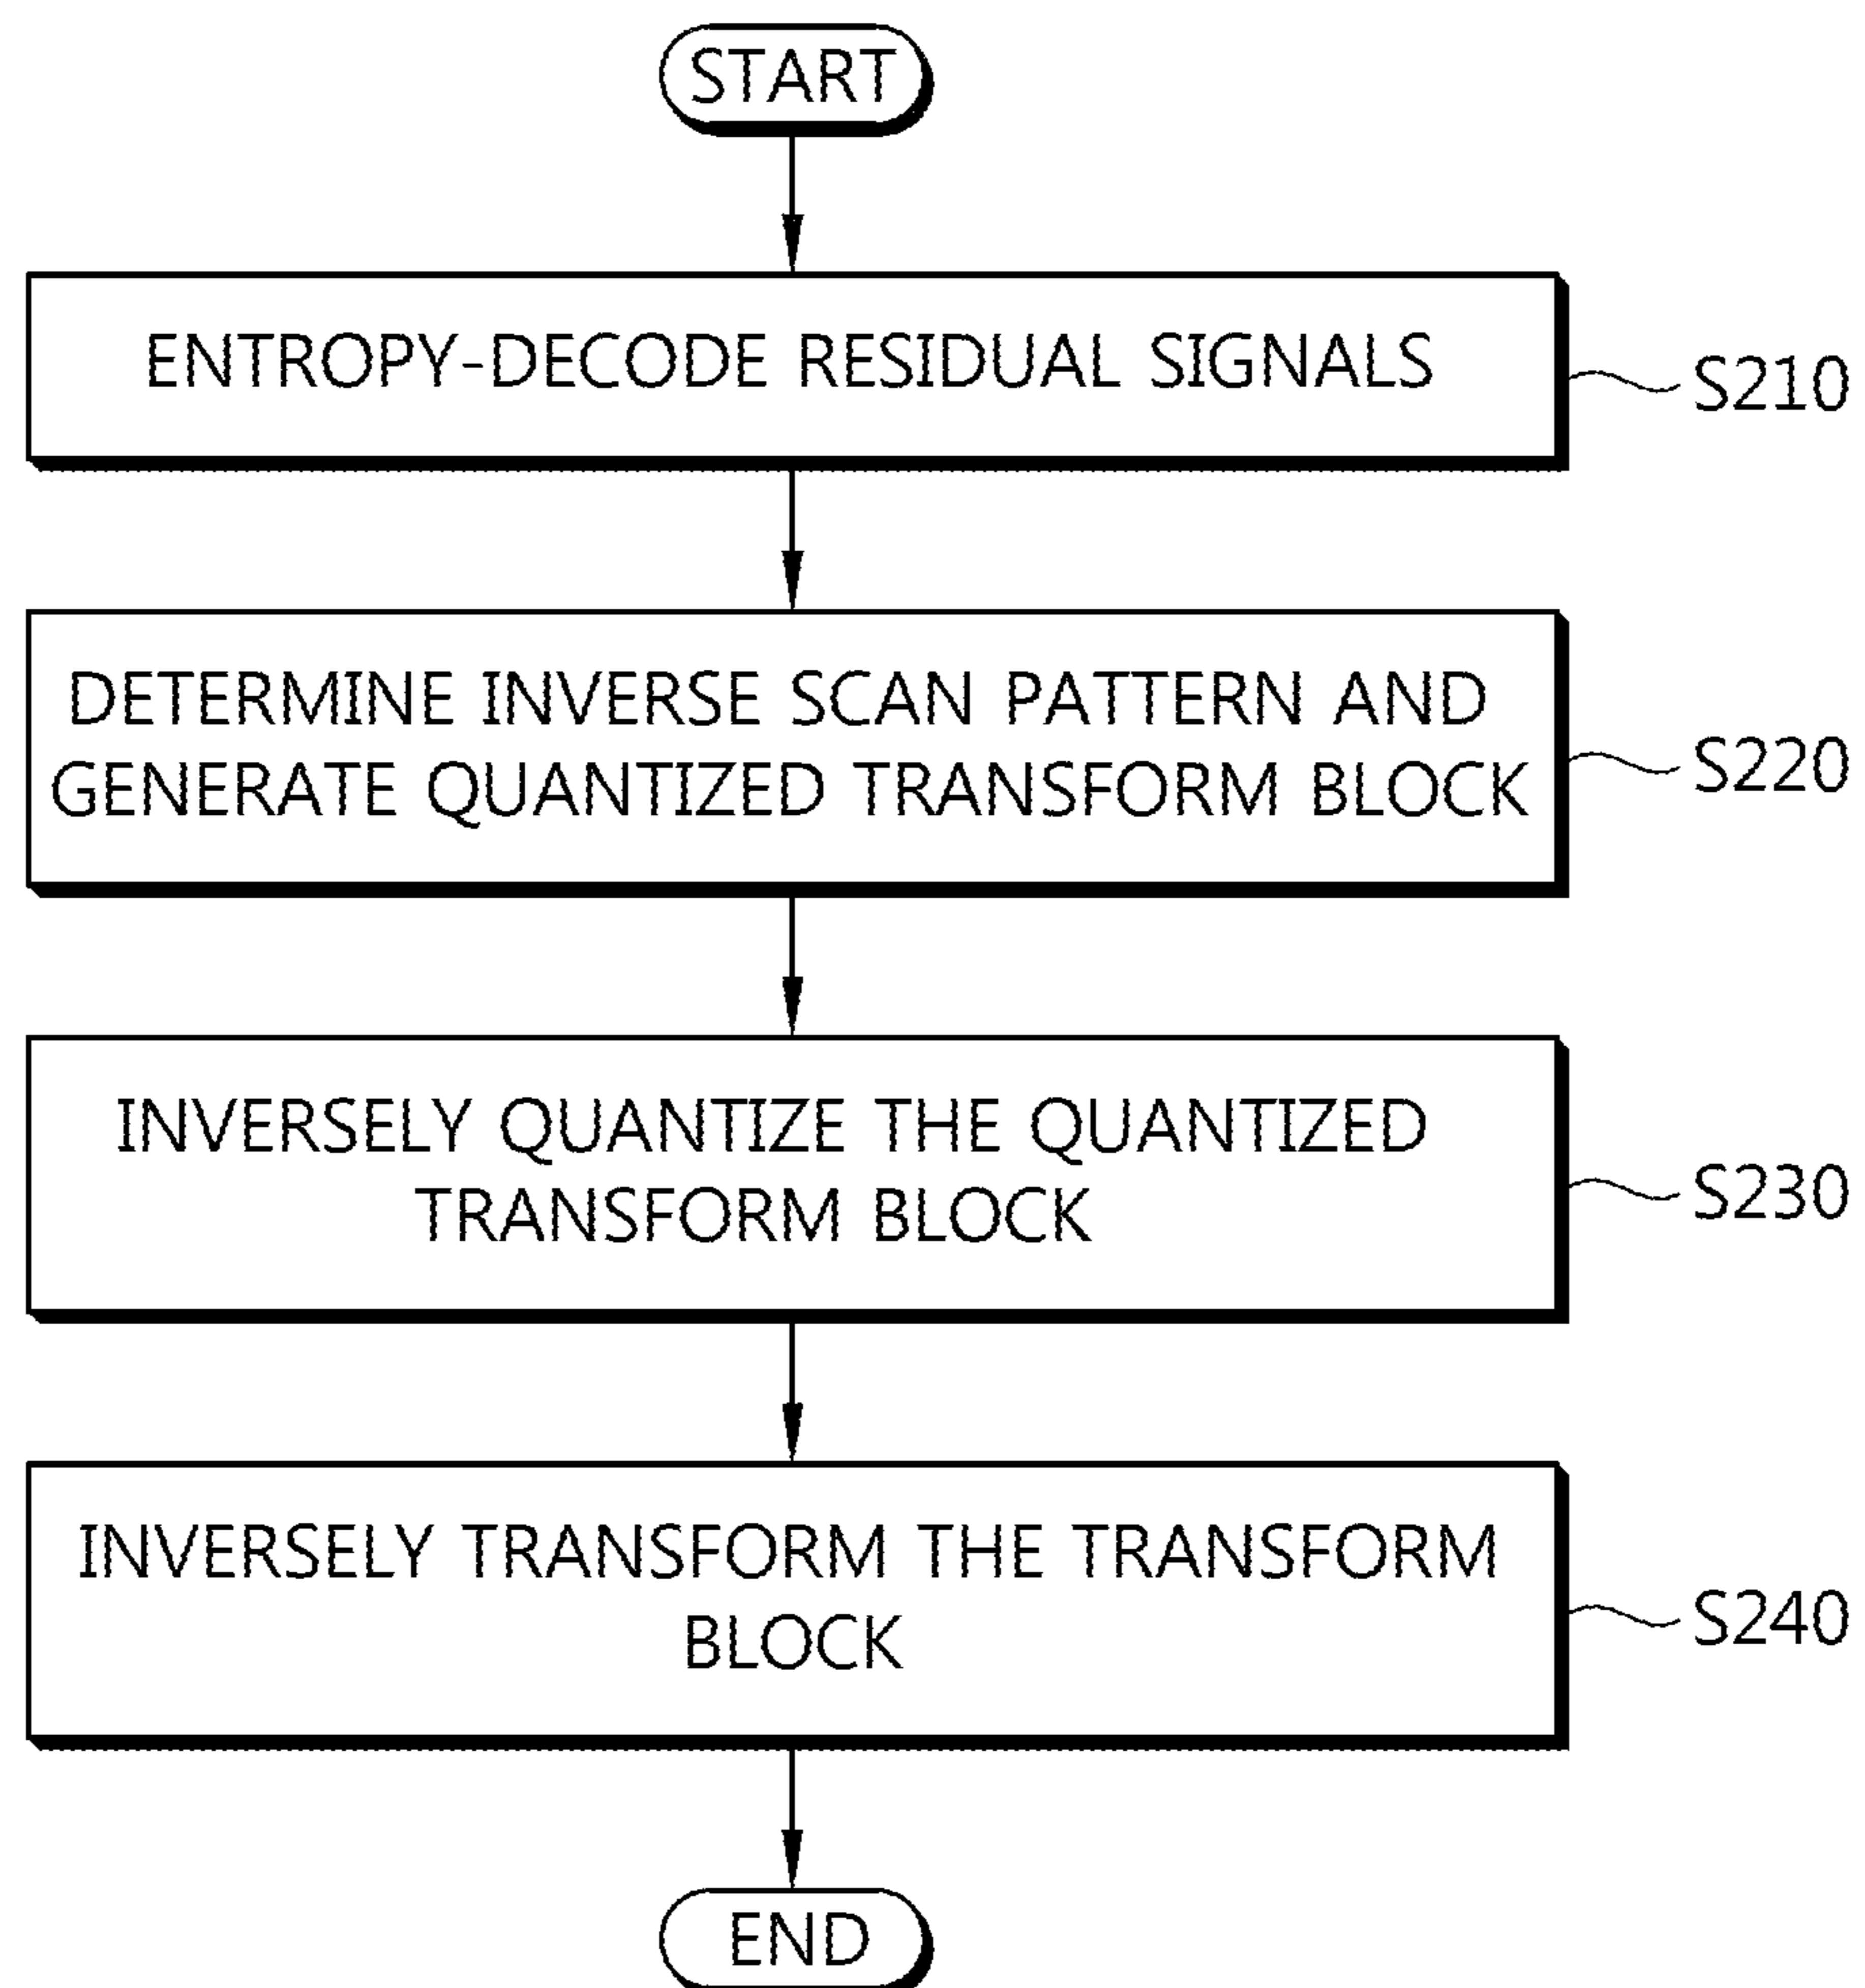 START
ENTROPY-DECODE RESIDUAL SIGNALS
S210
DETERMINE INVERSE SCAN PATTERN AND
GENERATE QUANTIZED TRANSFORM BLOCK
S220
INVERSELY QUANTIZE THE QUANTIZED
TRANSFORM BLOCK
S230
INVERSELY TRANSFORM THE TRANSFORM
BLOCK
S240
END